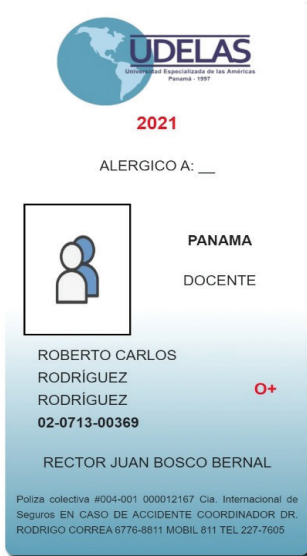 UDELAS
Universidad Especializada de las Américas
Panamá - 1997
2021
ALERGICO A: __
PANAMA
DOCENTE
ROBERTO CARLOS
RODRÍGUEZ
RODRÍGUEZ
O+
02-0713-00369
RECTOR JUAN BOSCO BERNAL
Poliza colectiva #004-001 000012167 Cia. Internacional de
Seguros EN CASO DE ACCIDENTE COORDINADOR DR.
RODRIGO CORREA 6776-8811 MOBIL 811 TEL 227-7605